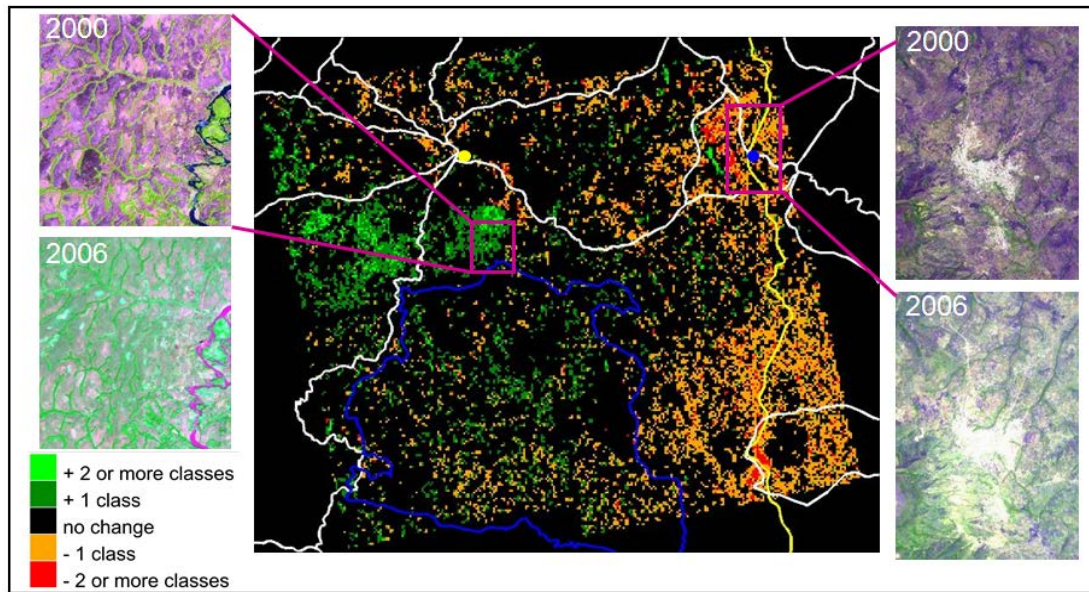 2000
2006
+ 2 or more classes
+ 1 class
no change
- 1 class
- 2 or more classes
2000
2006